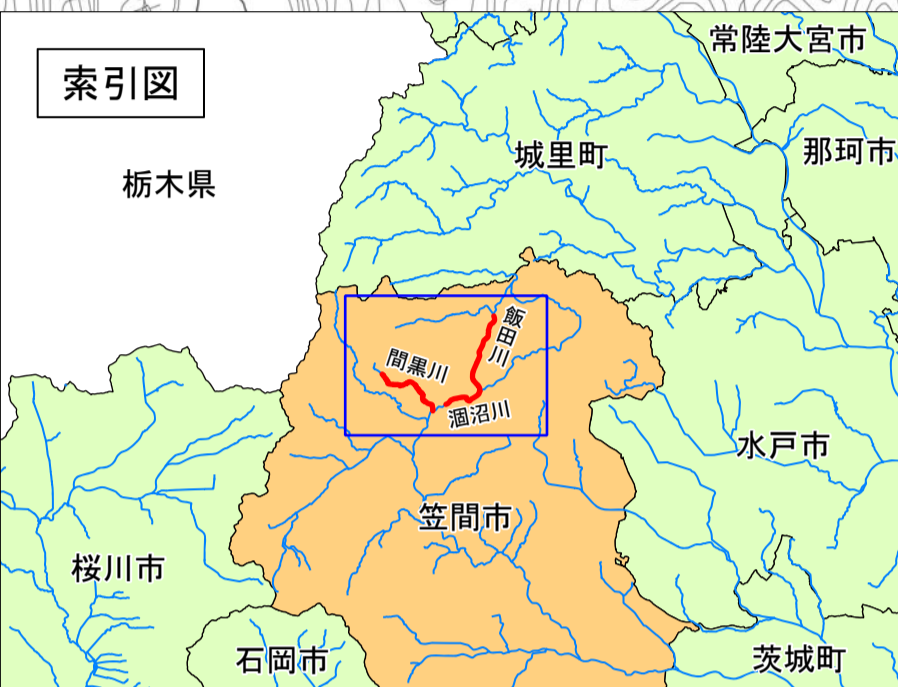 索引図
常陸大宮市
城里町
那珂市
栃木県
飯田川
間黒川
涸沼川
水戸市
笠間市
桜川市
石岡市
茨城町